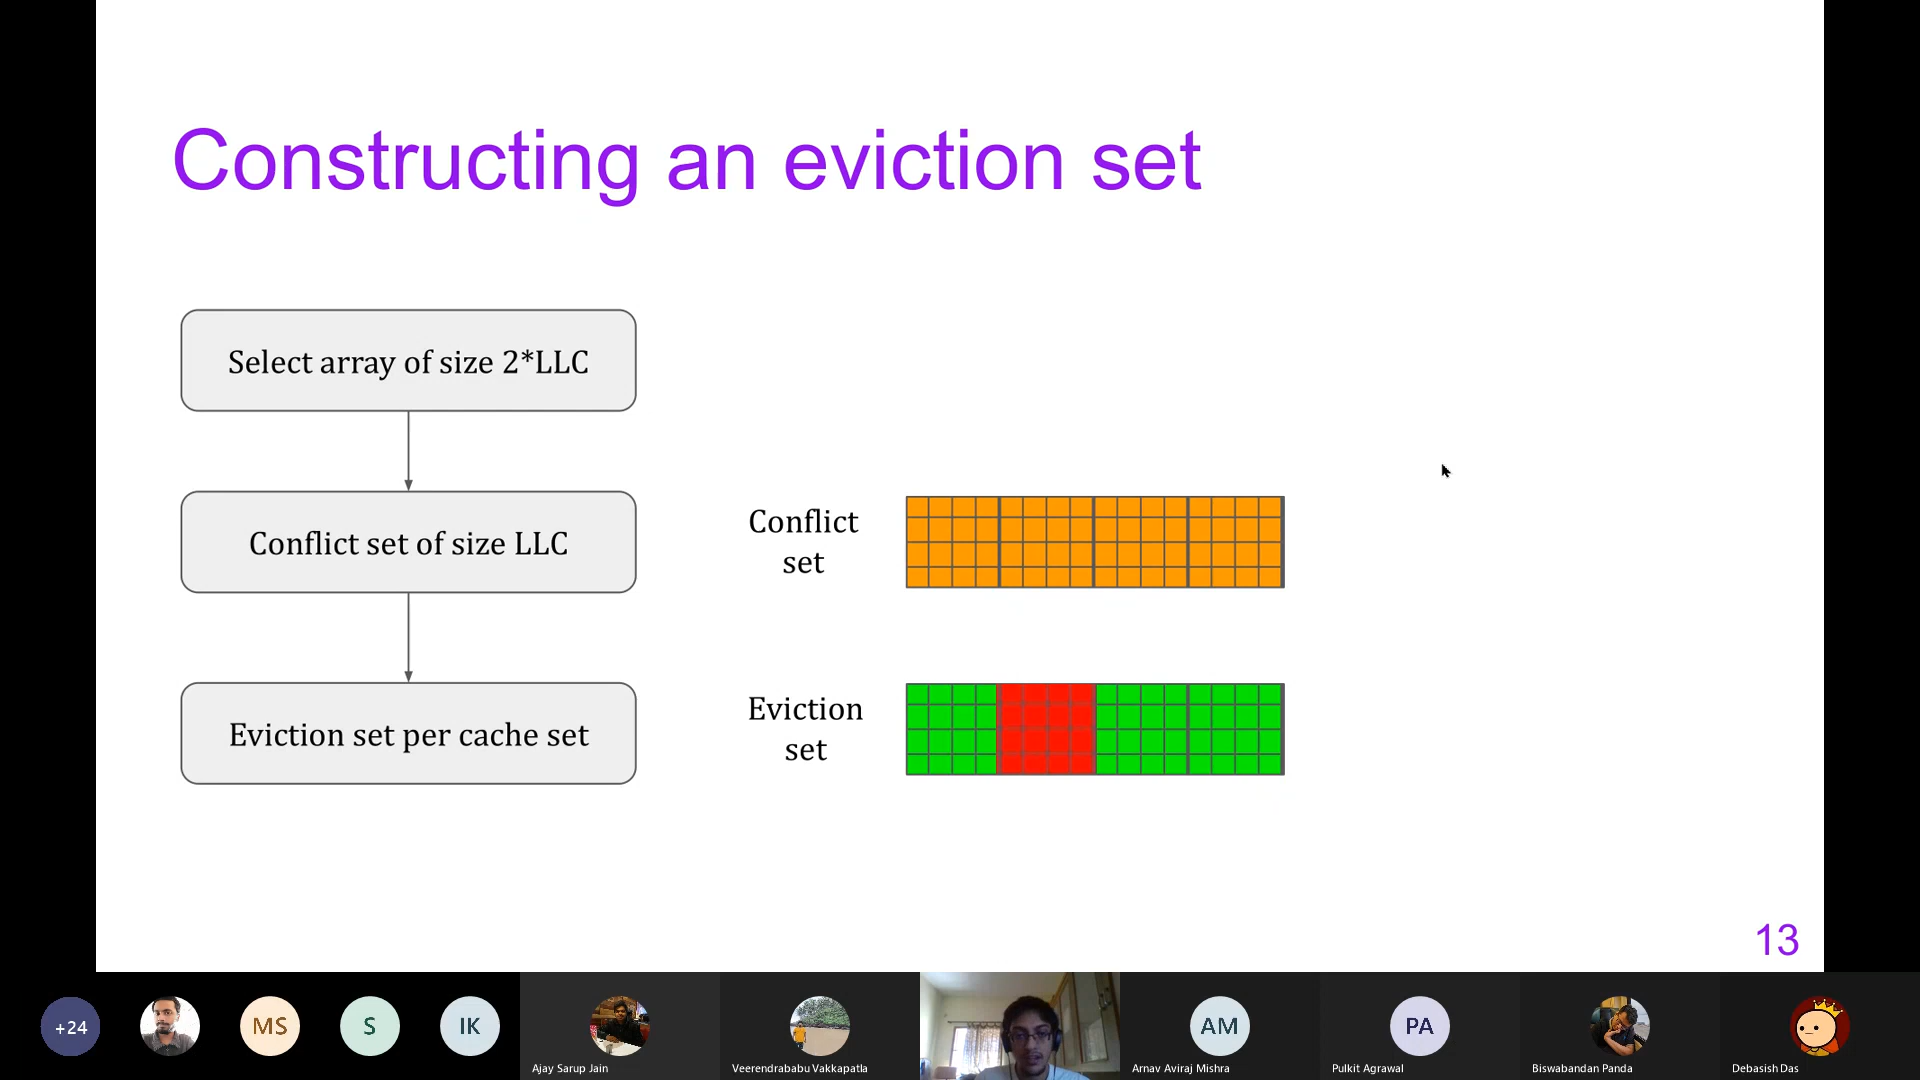 Constructing an eviction set
Select array of size 2*LLC
Conflict set of size LLC
Conflict
set
Eviction set per cache set
Eviction
set
13
+24
MS
S
IK
Ajay Sarup Jain
Veerendrababu Vakkapatla
AM
Arnav Aviraj Mishra
PA
Pulkit Agrawal
Biswabandan Panda
Debasish Das